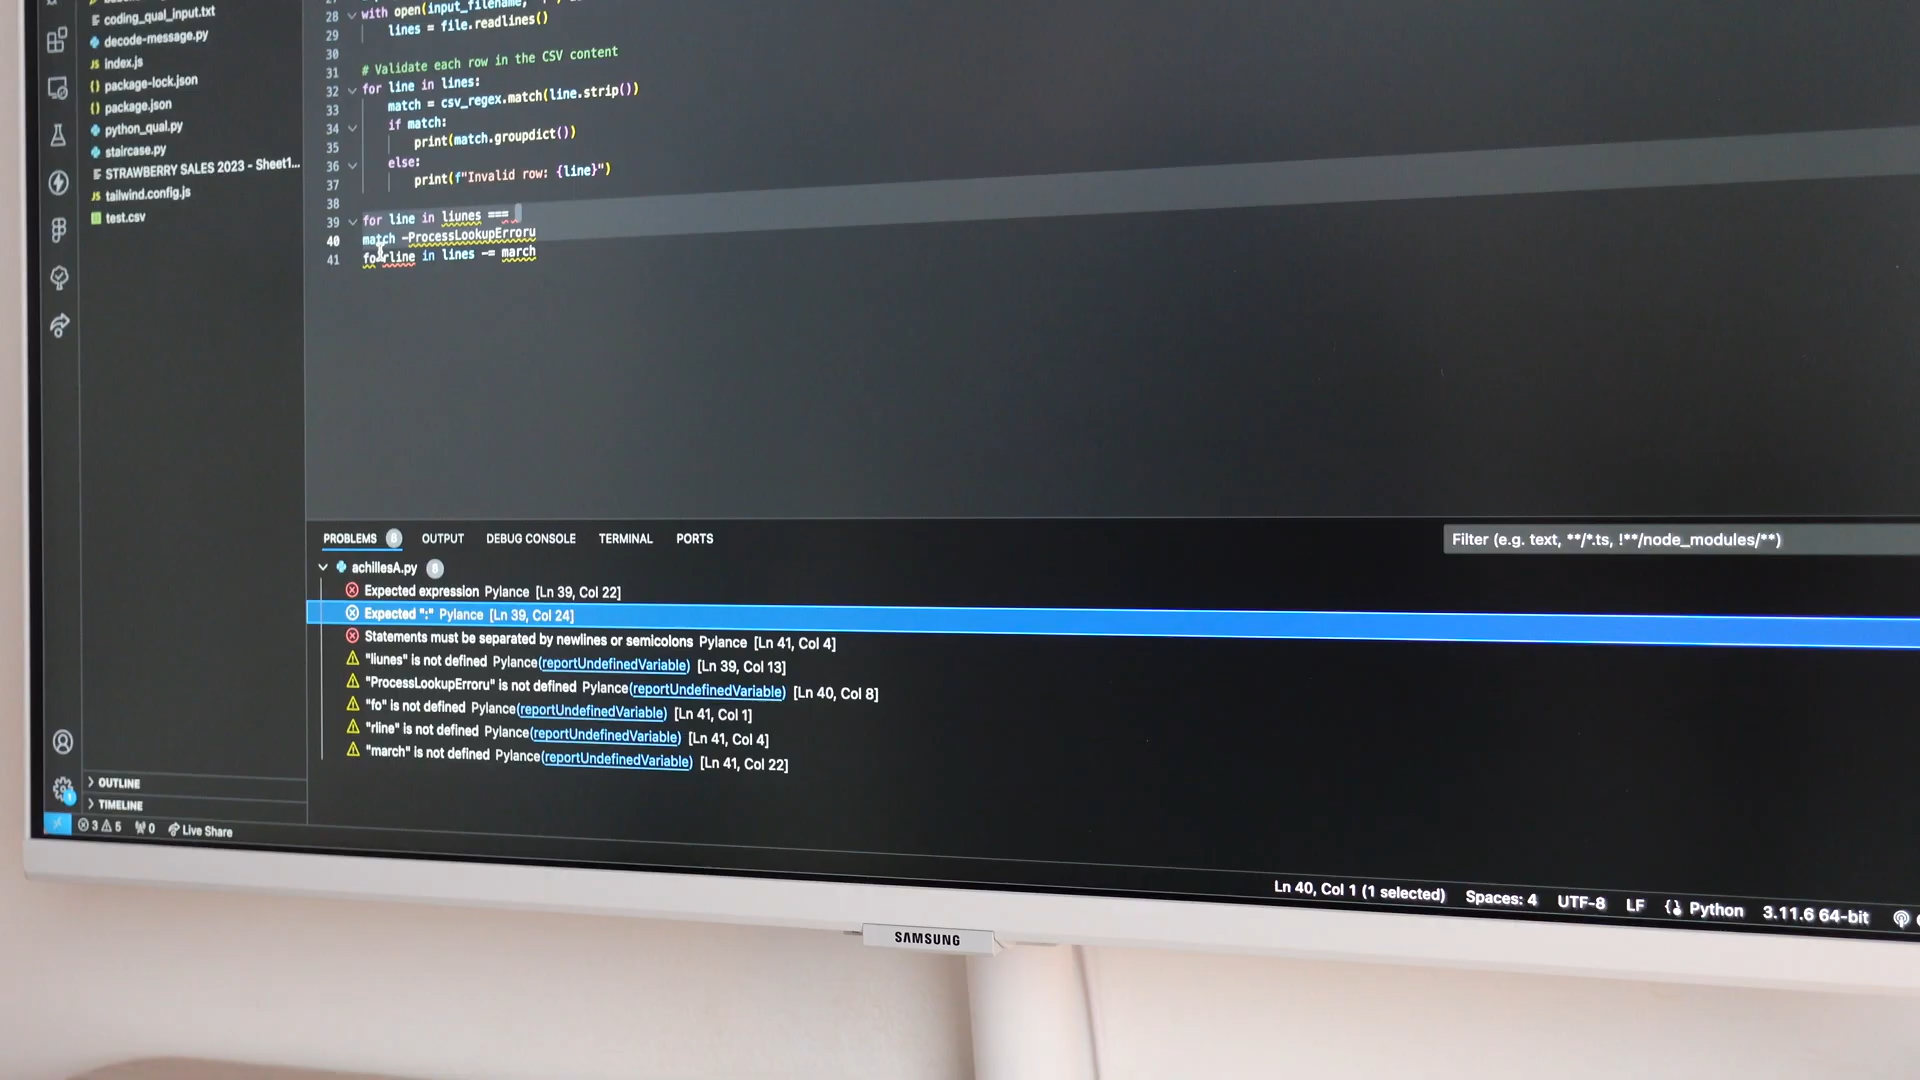 coding_qual_input.txt
decode-message.py
JS index.js
{} package-lock.json
{} package.json
python_qual.py
staircase.py
STRAWBERRY SALES 2023 - Sheet1...
JS tailwind.config.js
test.csv
OUTLINE
TIMELINE
28 with open(input_filename,
29 lines = file.readlines()
30
31 # Validate each row in the CSV content
32 for line in lines:
33 match = csv_regex.match(line.strip())
34 if match:
35 print(match.groupdict())
36 else:
37 print(f"Invalid row: {line}")
38
39 for line in liunes ===
40 match -ProcessLookupErroru
41 fo rline in lines -= march
PROBLEMS 8 OUTPUT DEBUG CONSOLE TERMINAL PORTS Filter (e.g. text, **/*.ts, !**/node_modules/**)
achillesA.py 8
Expected expression Pylance [Ln 39, Col 22]
Expected ":" Pylance [Ln 39, Col 24]
Statements must be separated by newlines or semicolons Pylance [Ln 41, Col 4]
"liunes" is not defined Pylance(reportUndefinedVariable) [Ln 39, Col 13]
"ProcessLookupErroru" is not defined Pylance(reportUndefinedVariable) [Ln 40, Col 8]
"fo" is not defined Pylance(reportUndefinedVariable) [Ln 41, Col 1]
"rline" is not defined Pylance(reportUndefinedVariable) [Ln 41, Col 4]
"march" is not defined Pylance(reportUndefinedVariable) [Ln 41, Col 22]
3 5 0 Live Share
Ln 40, Col 1 (1 selected) Spaces: 4 UTF-8 LF Python 3.11.6 64-bit
SAMSUNG